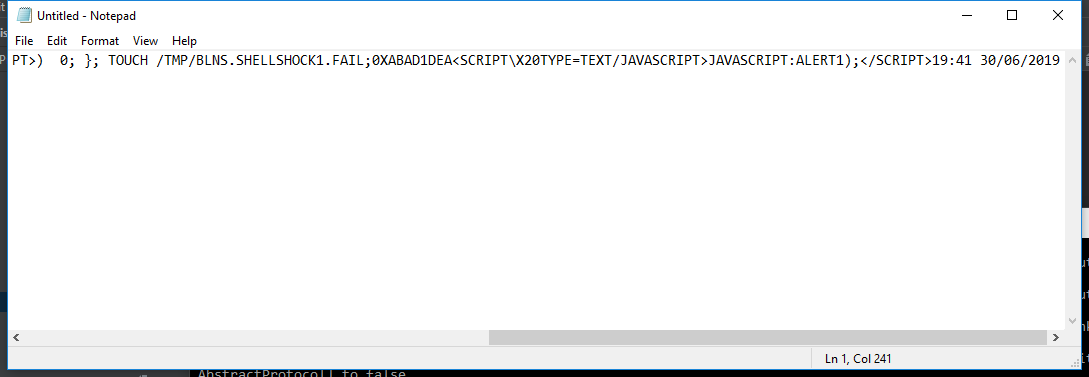 Untitled - Notepad
File Edit Format View Help
PT>)  0; }; TOUCH /TMP/BLNS.SHELLSHOCK1.FAIL;0XABAD1DEA<SCRIPT\X20TYPE=TEXT/JAVASCRIPT>JAVASCRIPT:ALERT1);</SCRIPT>19:41 30/06/2019
Ln 1, Col 241
AbstractProtocol] to false